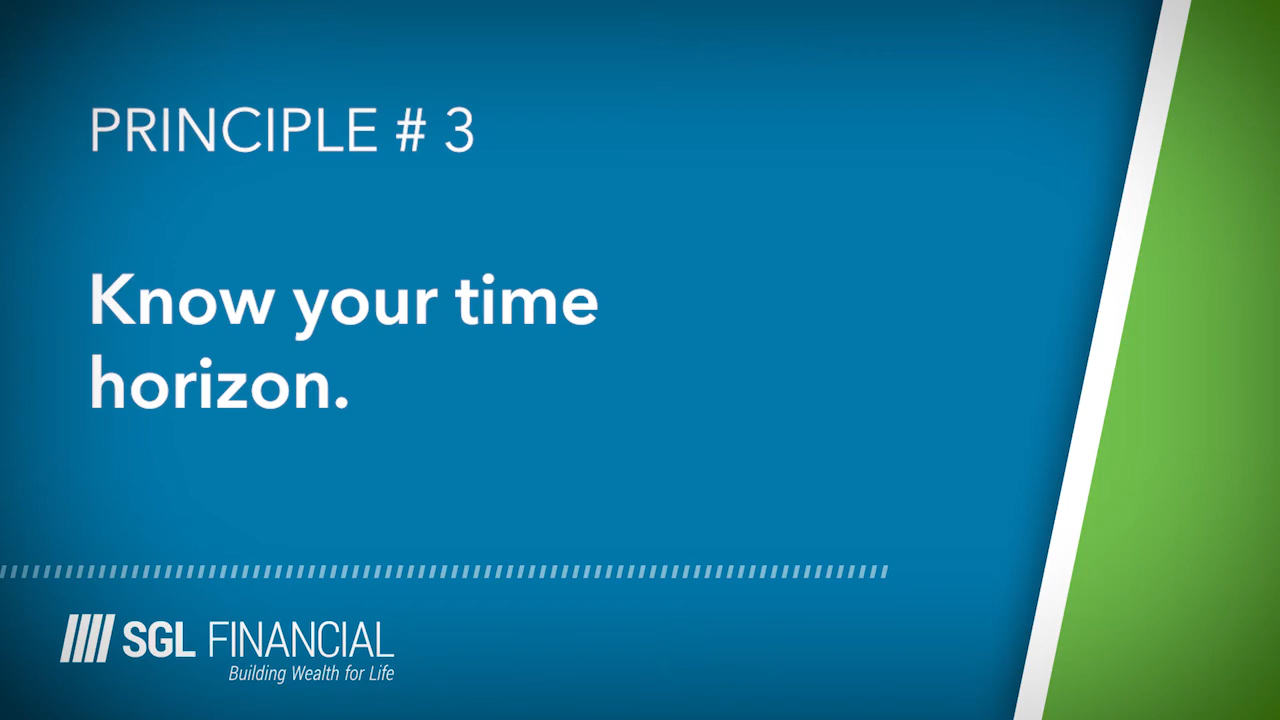 PRINCIPLE # 3
Know your time
horizon.
SGL FINANCIAL
Building Wealth for Life